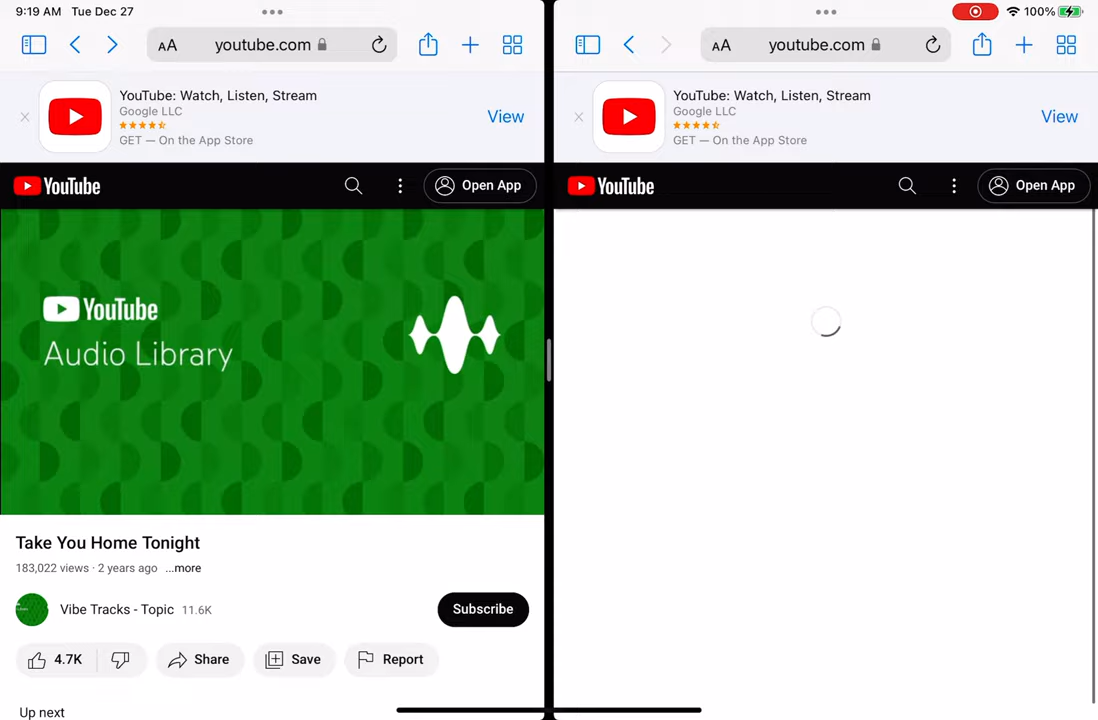 9:19 AM Tue Dec 27
AA youtube.com
YouTube: Watch, Listen, Stream
Google LLC
GET — On the App Store
View
YouTube
Open App
YouTube
Audio Library
Take You Home Tonight
183,022 views · 2 years ago ...more
Vibe Tracks - Topic 11.6K
Subscribe
4.7K
Share
Save
Report
Up next
100%
AA youtube.com
YouTube: Watch, Listen, Stream
Google LLC
GET — On the App Store
View
YouTube
Open App